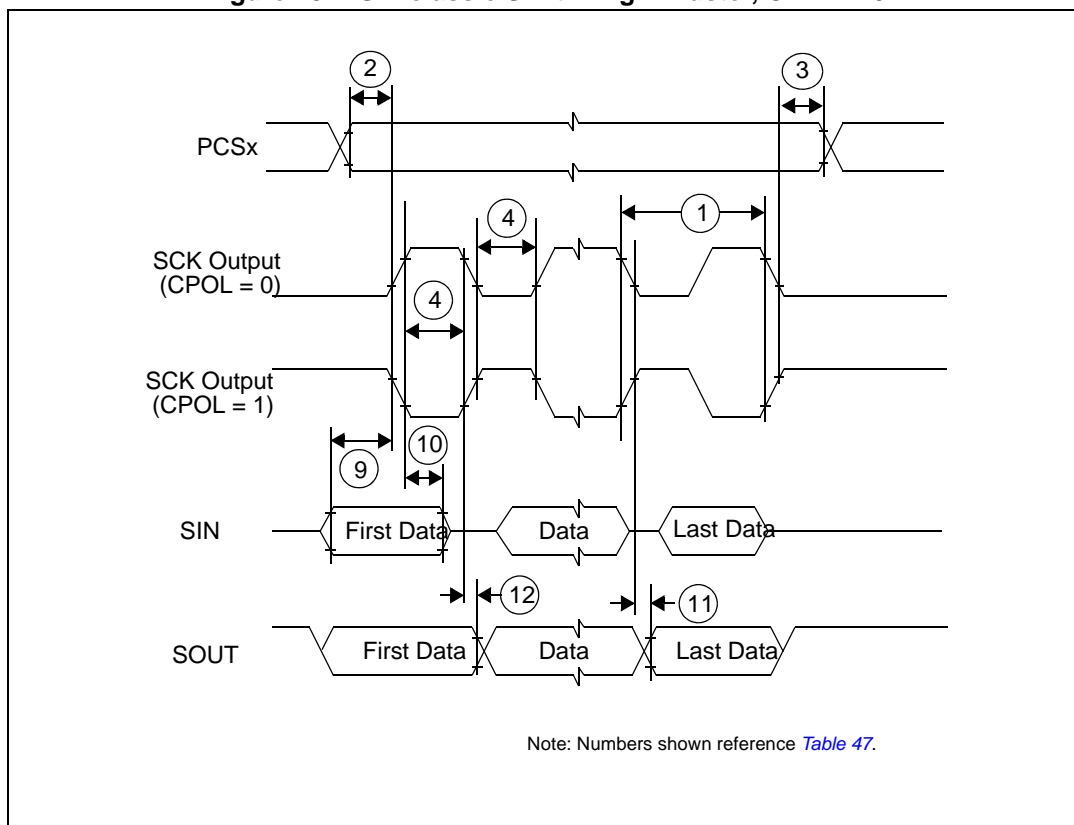 2
3
PCSx
4
1
SCK Output
(CPOL = 0)
4
SCK Output
(CPOL = 1)
9
10
SIN
First Data
Data
Last Data
12
11
SOUT
First Data
Data
Last Data
Note: Numbers shown reference Table 47.